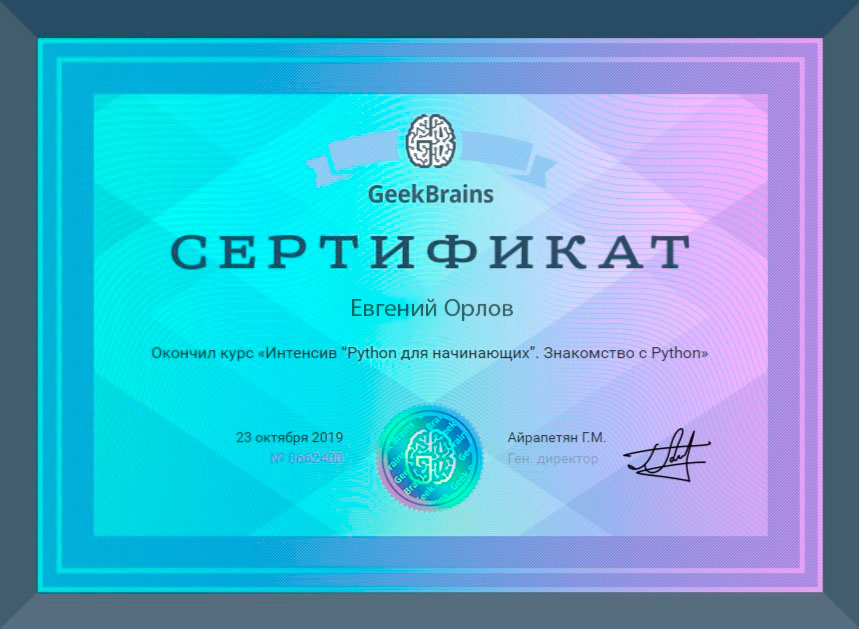 GeekBrains
СЕРТИФИКАТ
Евгений Орлов
Окончил курс «Интенсив "Python для начинающих". Знакомство с Python»
23 октября 2019
№ 8662400
Айрапетян Г.М.
Ген. директор